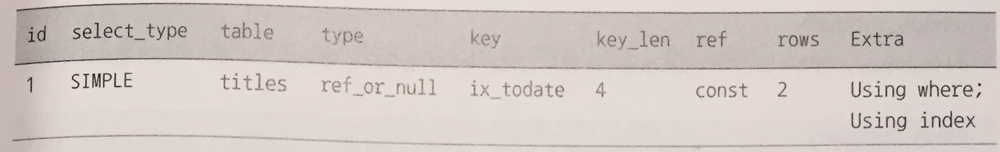 id select_type table type key key_len ref rows Extra
1 SIMPLE titles ref_or_null ix_todate 4 const 2 Using where;
Using index